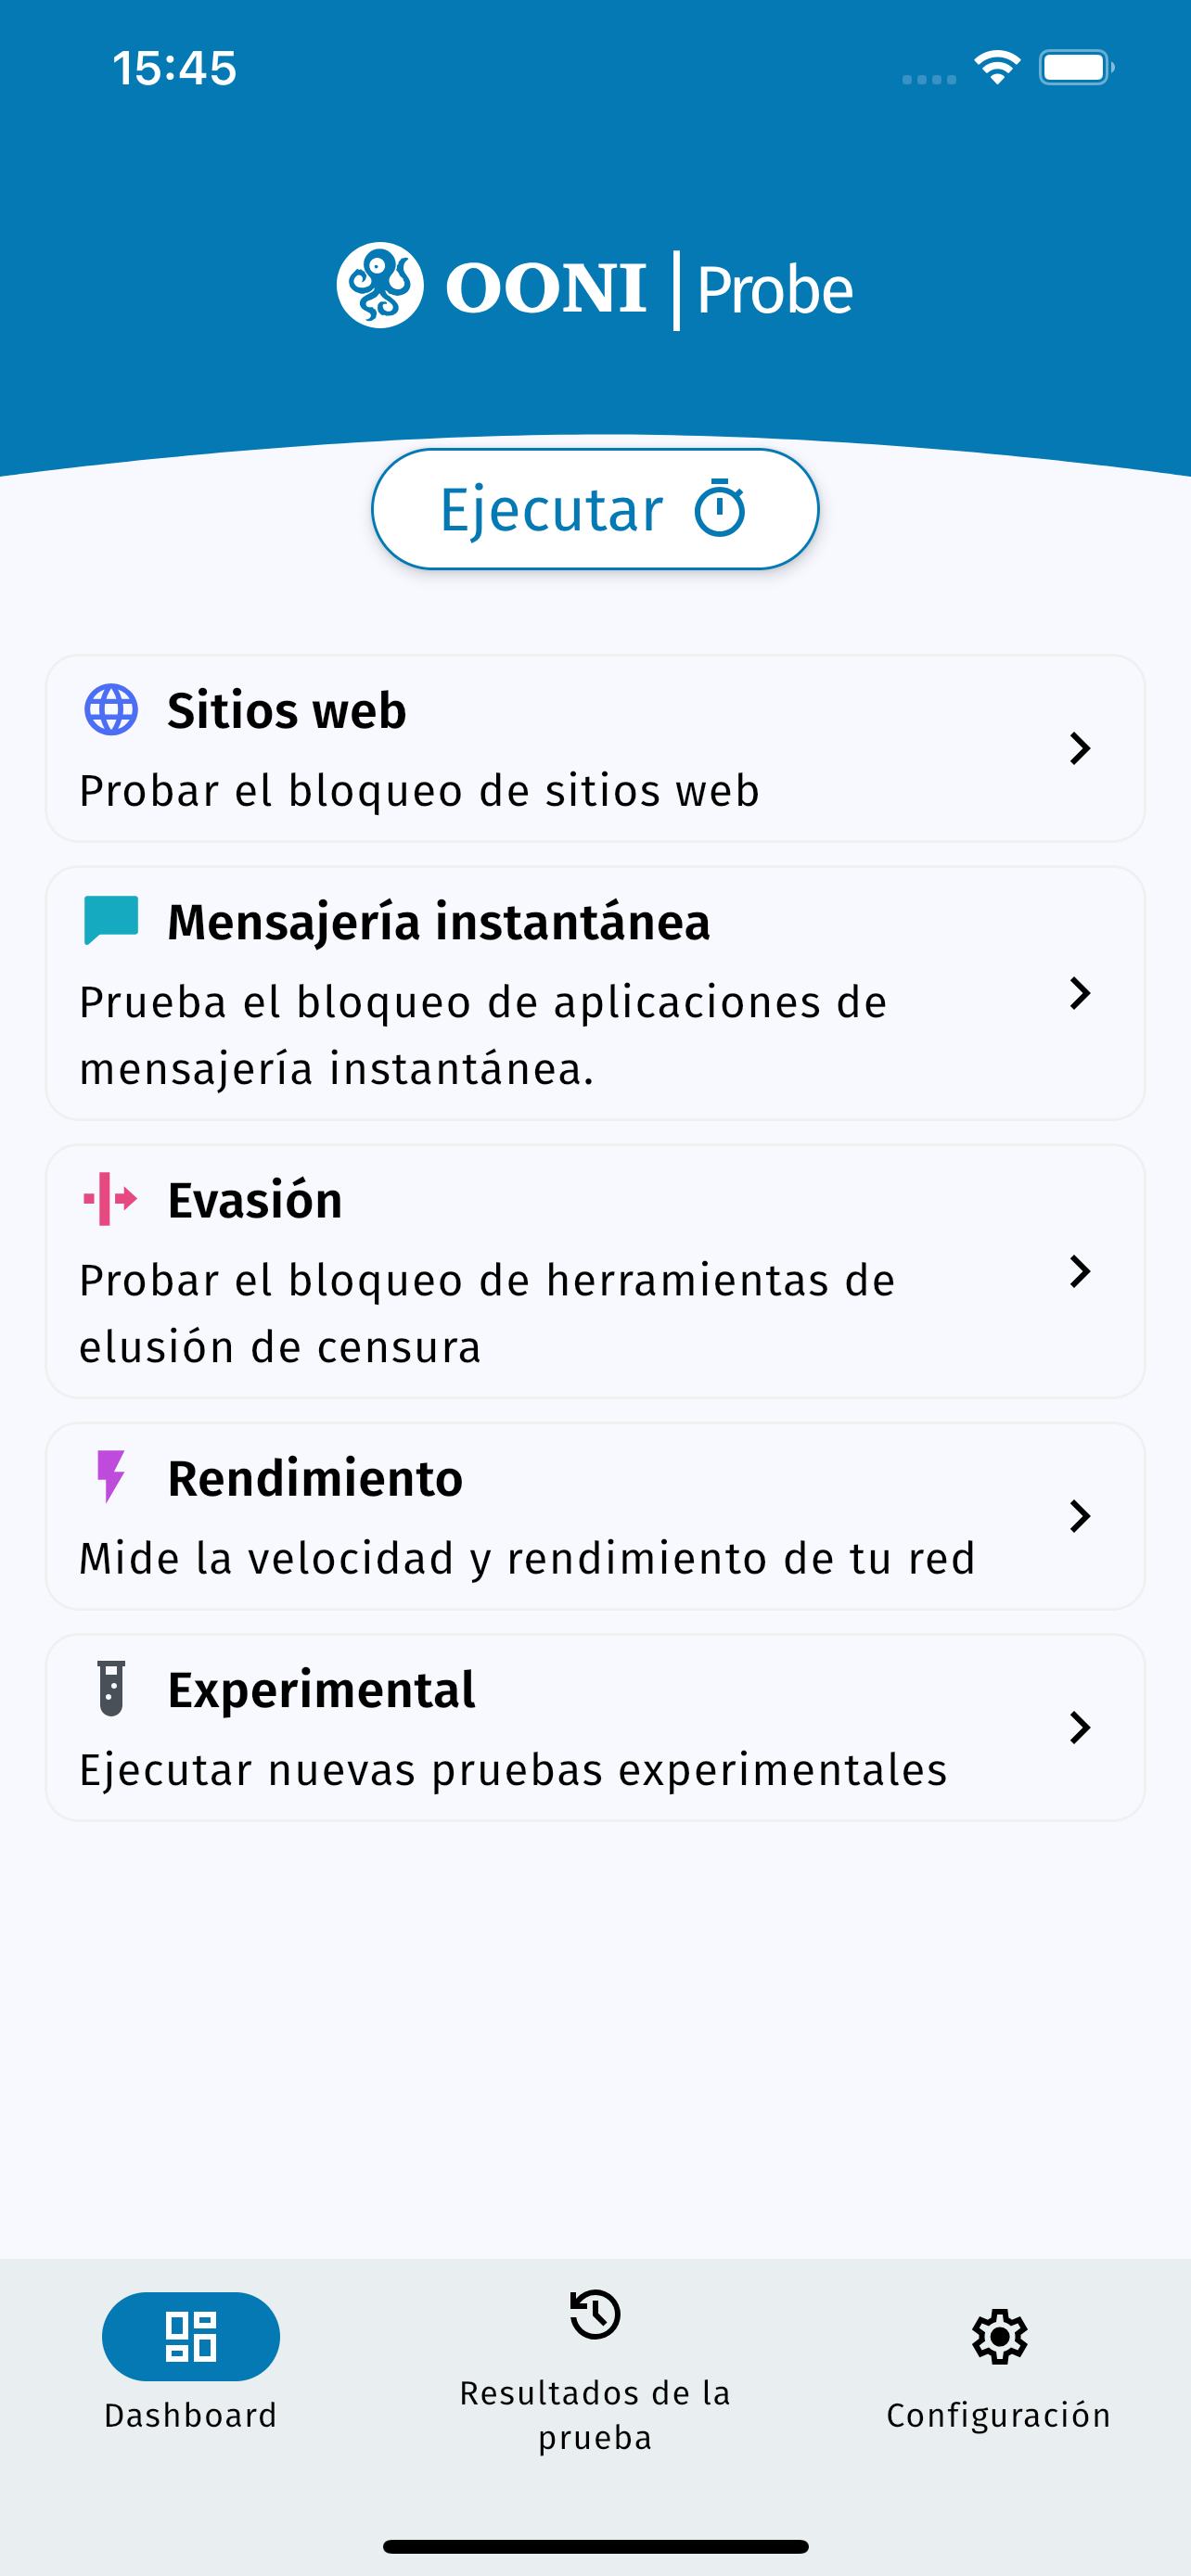 15:45
OONI | Probe
Ejecutar
Sitios web
Probar el bloqueo de sitios web
Mensajería instantánea
Prueba el bloqueo de aplicaciones de
mensajería instantánea.
Evasión
Probar el bloqueo de herramientas de
elusión de censura
Rendimiento
Mide la velocidad y rendimiento de tu red
Experimental
Ejecutar nuevas pruebas experimentales
Dashboard
Resultados de la
prueba
Configuración